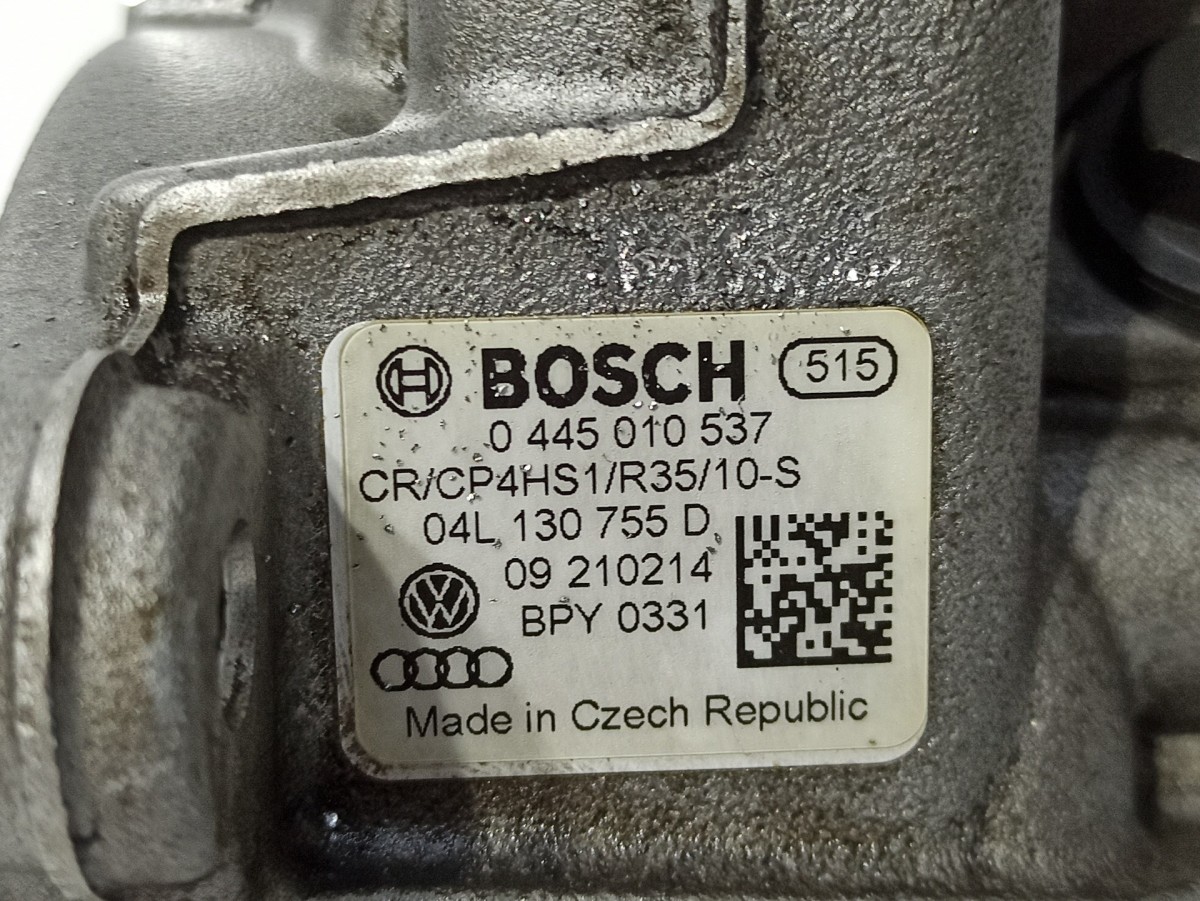 BOSCH 515
0 445 010 537
CR/CP4HS1/R35/10-S
04L 130 755 D
09 210214
BPY 0331
Made in Czech Republic